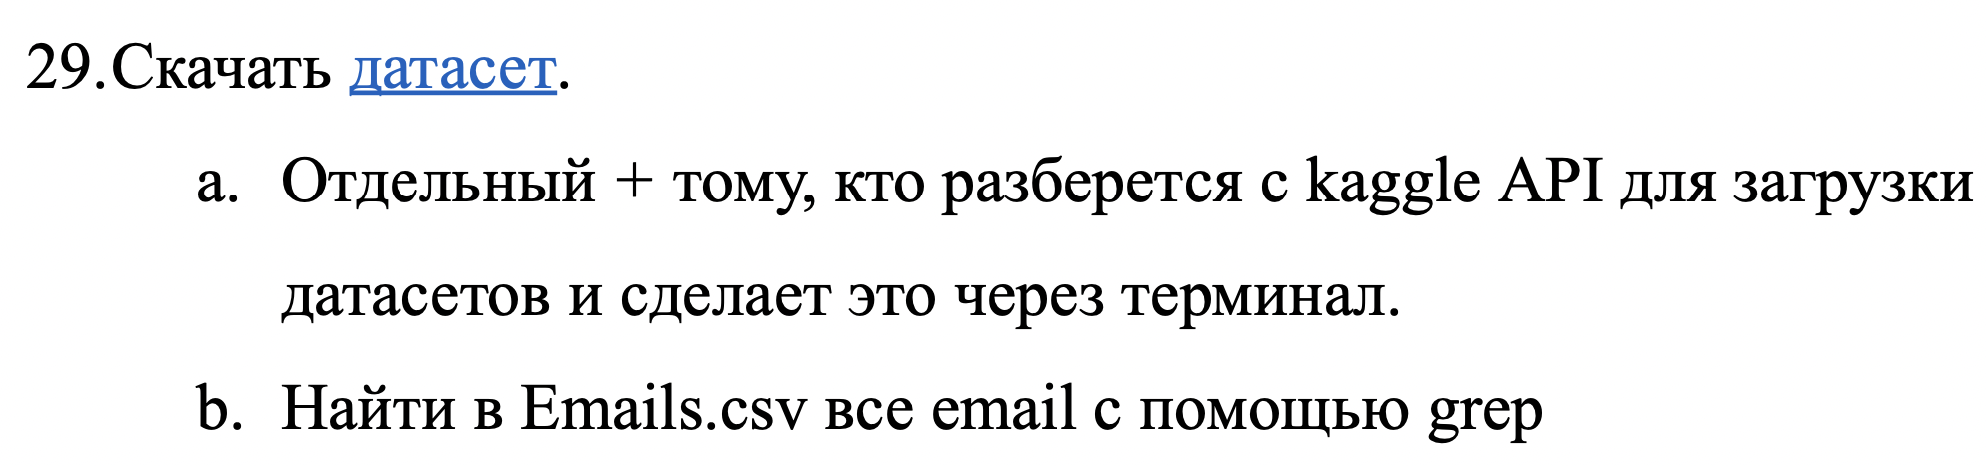 29.Скачать датасет.
a. Отдельный + тому, кто разберется с kaggle API для загрузки
датасетов и сделает это через терминал.
b. Найти в Emails.csv все email с помощью grep